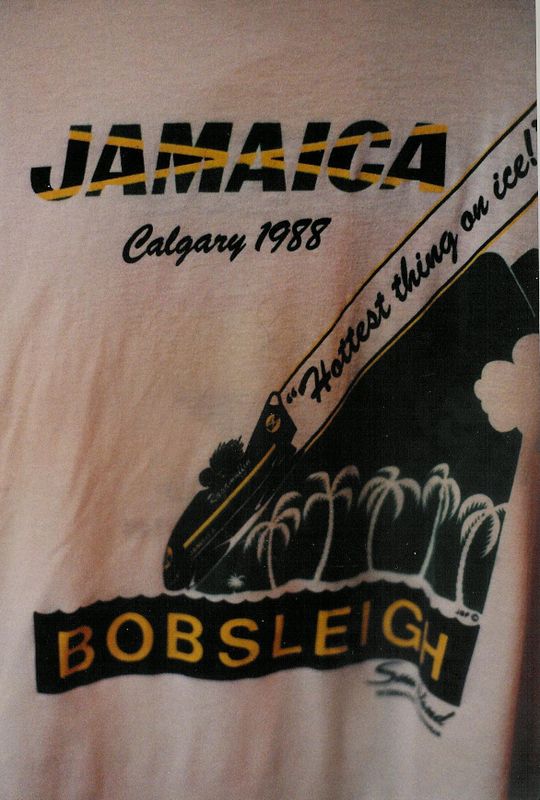 JAMAICA
Calgary 1988
"Hottest thing on ice!"
BOBSLEIGH